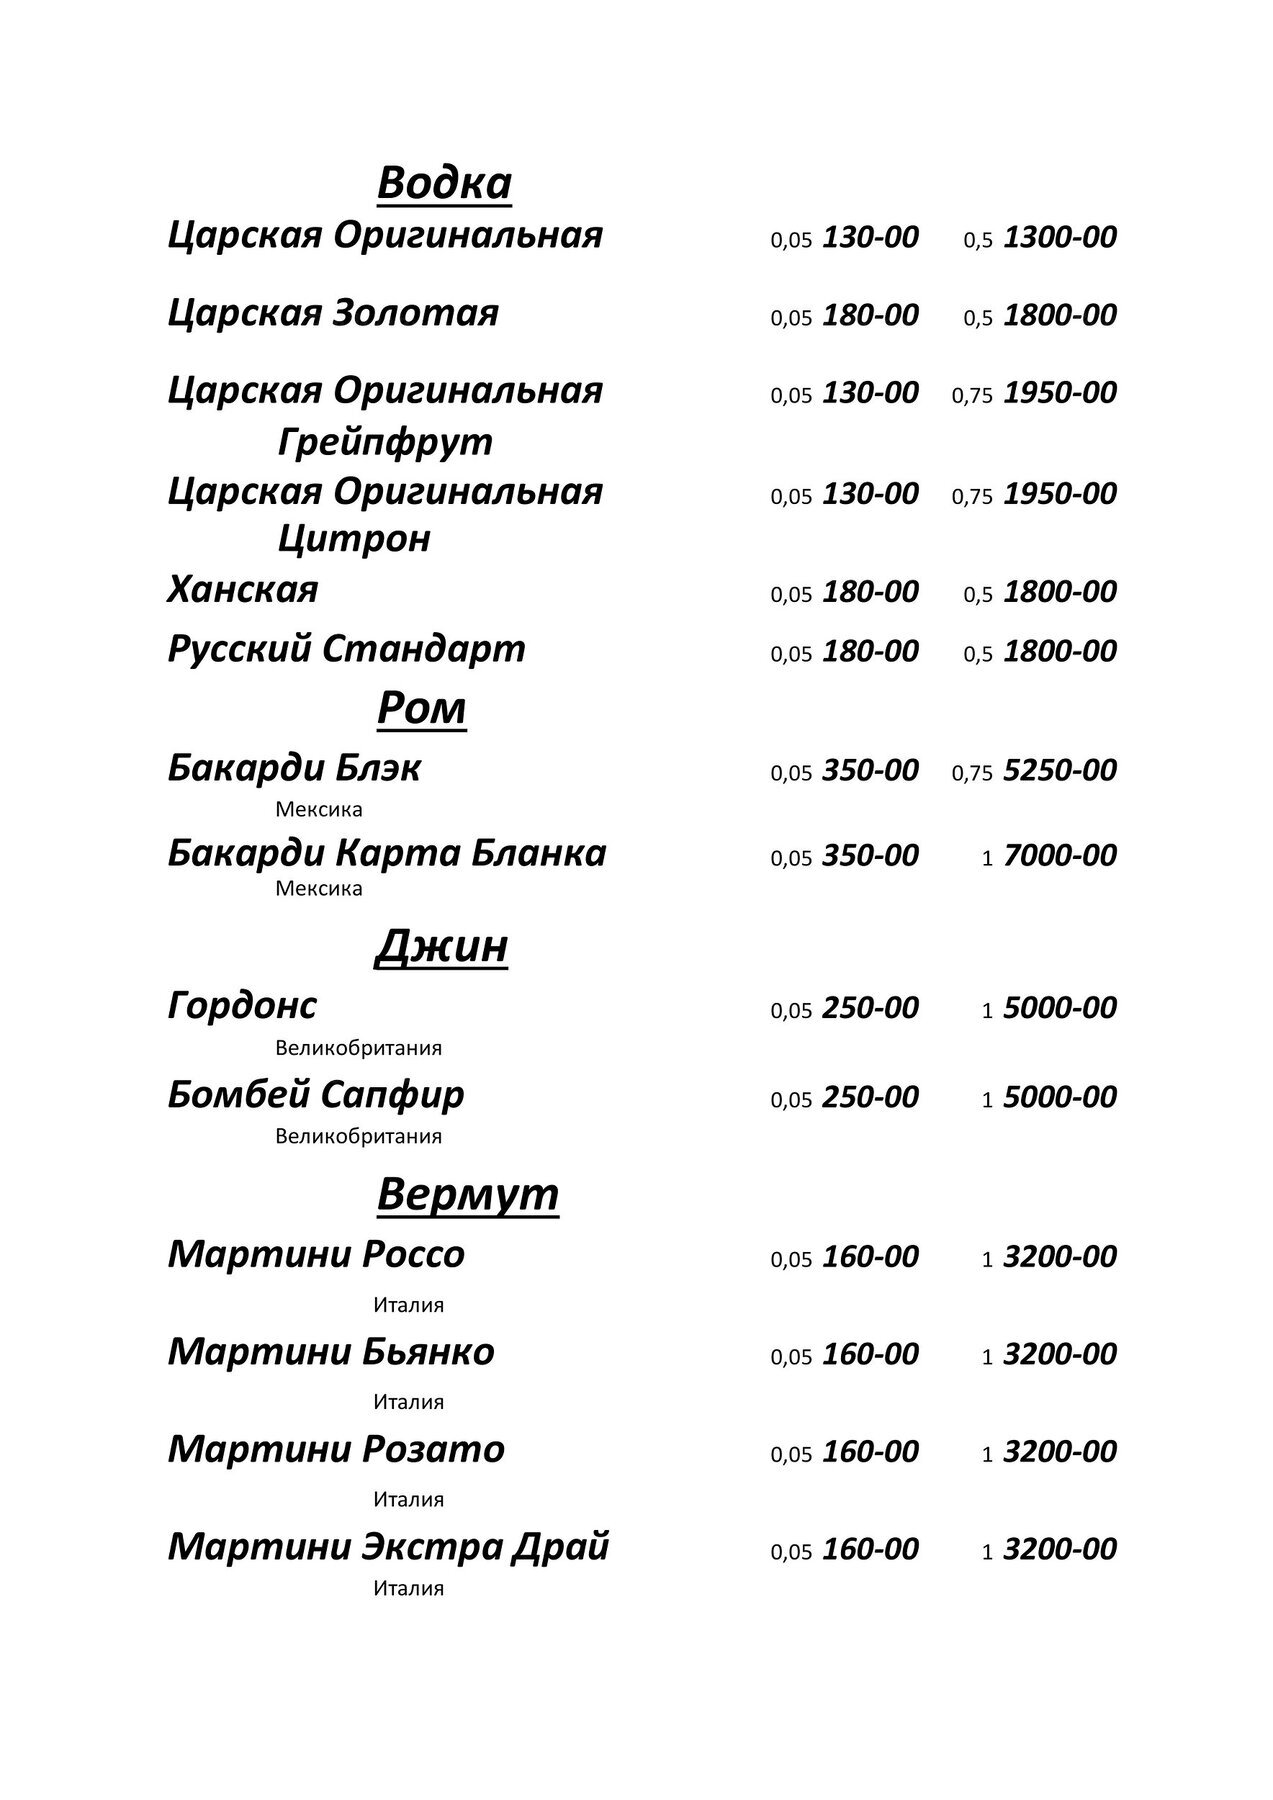 Водка
Царская Оригинальная 0,05 130-00 0,5 1300-00
Царская Золотая 0,05 180-00 0,5 1800-00
Царская Оригинальная 0,05 130-00 0,75 1950-00
Грейпфрут
Царская Оригинальная 0,05 130-00 0,75 1950-00
Цитрон
Ханская 0,05 180-00 0,5 1800-00
Русский Стандарт 0,05 180-00 0,5 1800-00
Ром
Бакарди Блэк 0,05 350-00 0,75 5250-00
Мексика
Бакарди Карта Бланка 0,05 350-00 1 7000-00
Мексика
Джин
Гордонс 0,05 250-00 1 5000-00
Великобритания
Бомбей Сапфир 0,05 250-00 1 5000-00
Великобритания
Вермут
Мартини Россо 0,05 160-00 1 3200-00
Италия
Мартини Бьянко 0,05 160-00 1 3200-00
Италия
Мартини Розато 0,05 160-00 1 3200-00
Италия
Мартини Экстра Драй 0,05 160-00 1 3200-00
Италия